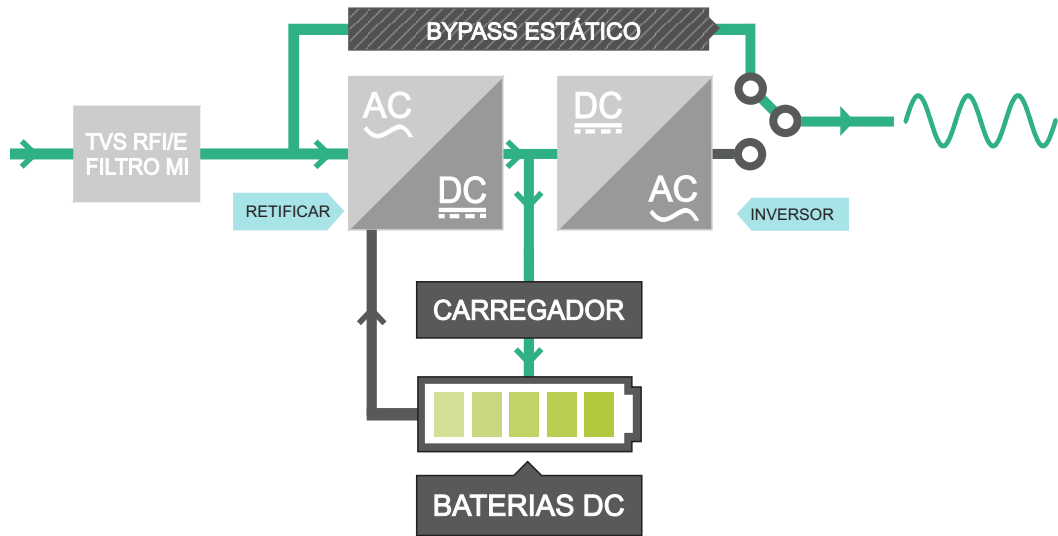 BYPASS ESTÁTICO
TVS RFI/E
FILTRO MI
AC
DC
DC
AC
RETIFICAR
INVERSOR
CARREGADOR
BATERIAS DC